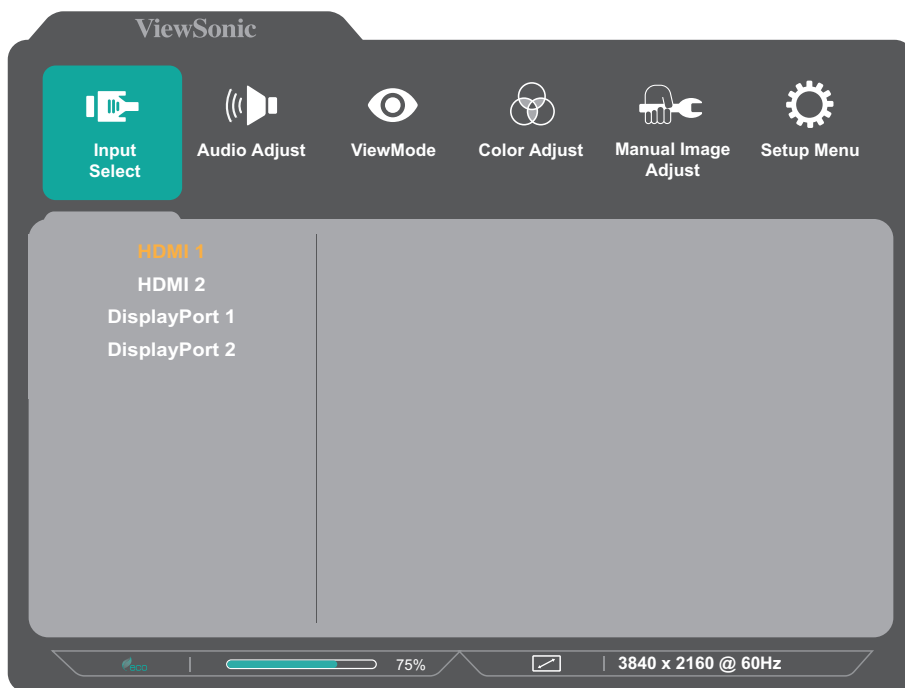 ViewSonic
Input
Select
Audio Adjust
ViewMode
Color Adjust
Manual Image
Adjust
Setup Menu
HDMI 1
HDMI 2
DisplayPort 1
DisplayPort 2
eco
75%
3840 x 2160 @ 60Hz